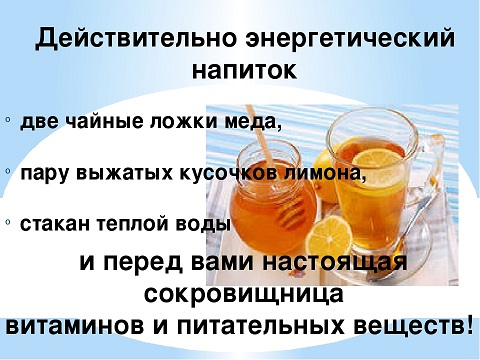 Действительно энергетический
напиток
° две чайные ложки меда,
° пару выжатых кусочков лимона,
° стакан теплой воды
и перед вами настоящая
сокровищница
витаминов и питательных веществ!